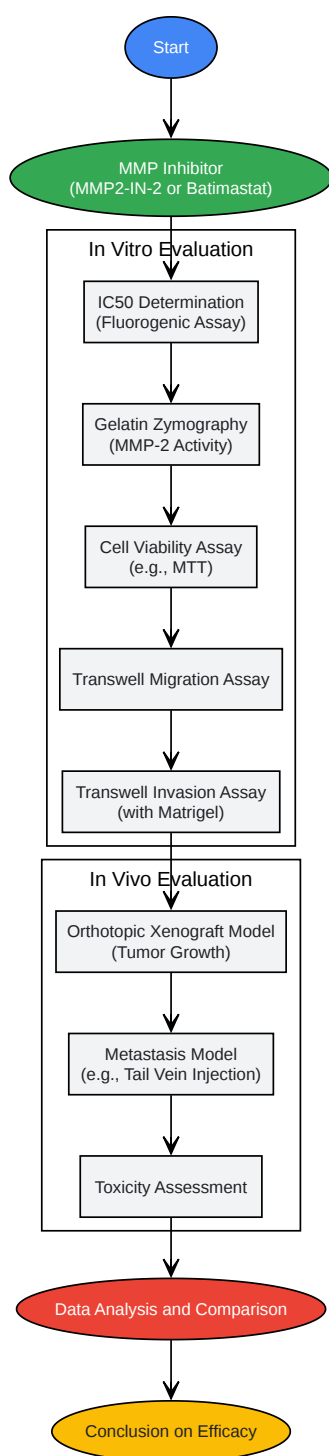 Start
MMP Inhibitor
(MMP2-IN-2 or Batimastat)
In Vitro Evaluation
IC50 Determination
(Fluorogenic Assay)
Gelatin Zymography
(MMP-2 Activity)
Cell Viability Assay
(e.g., MTT)
Transwell Migration Assay
Transwell Invasion Assay
(with Matrigel)
In Vivo Evaluation
Orthotopic Xenograft Model
(Tumor Growth)
Metastasis Model
(e.g., Tail Vein Injection)
Toxicity Assessment
Data Analysis and Comparison
Conclusion on Efficacy